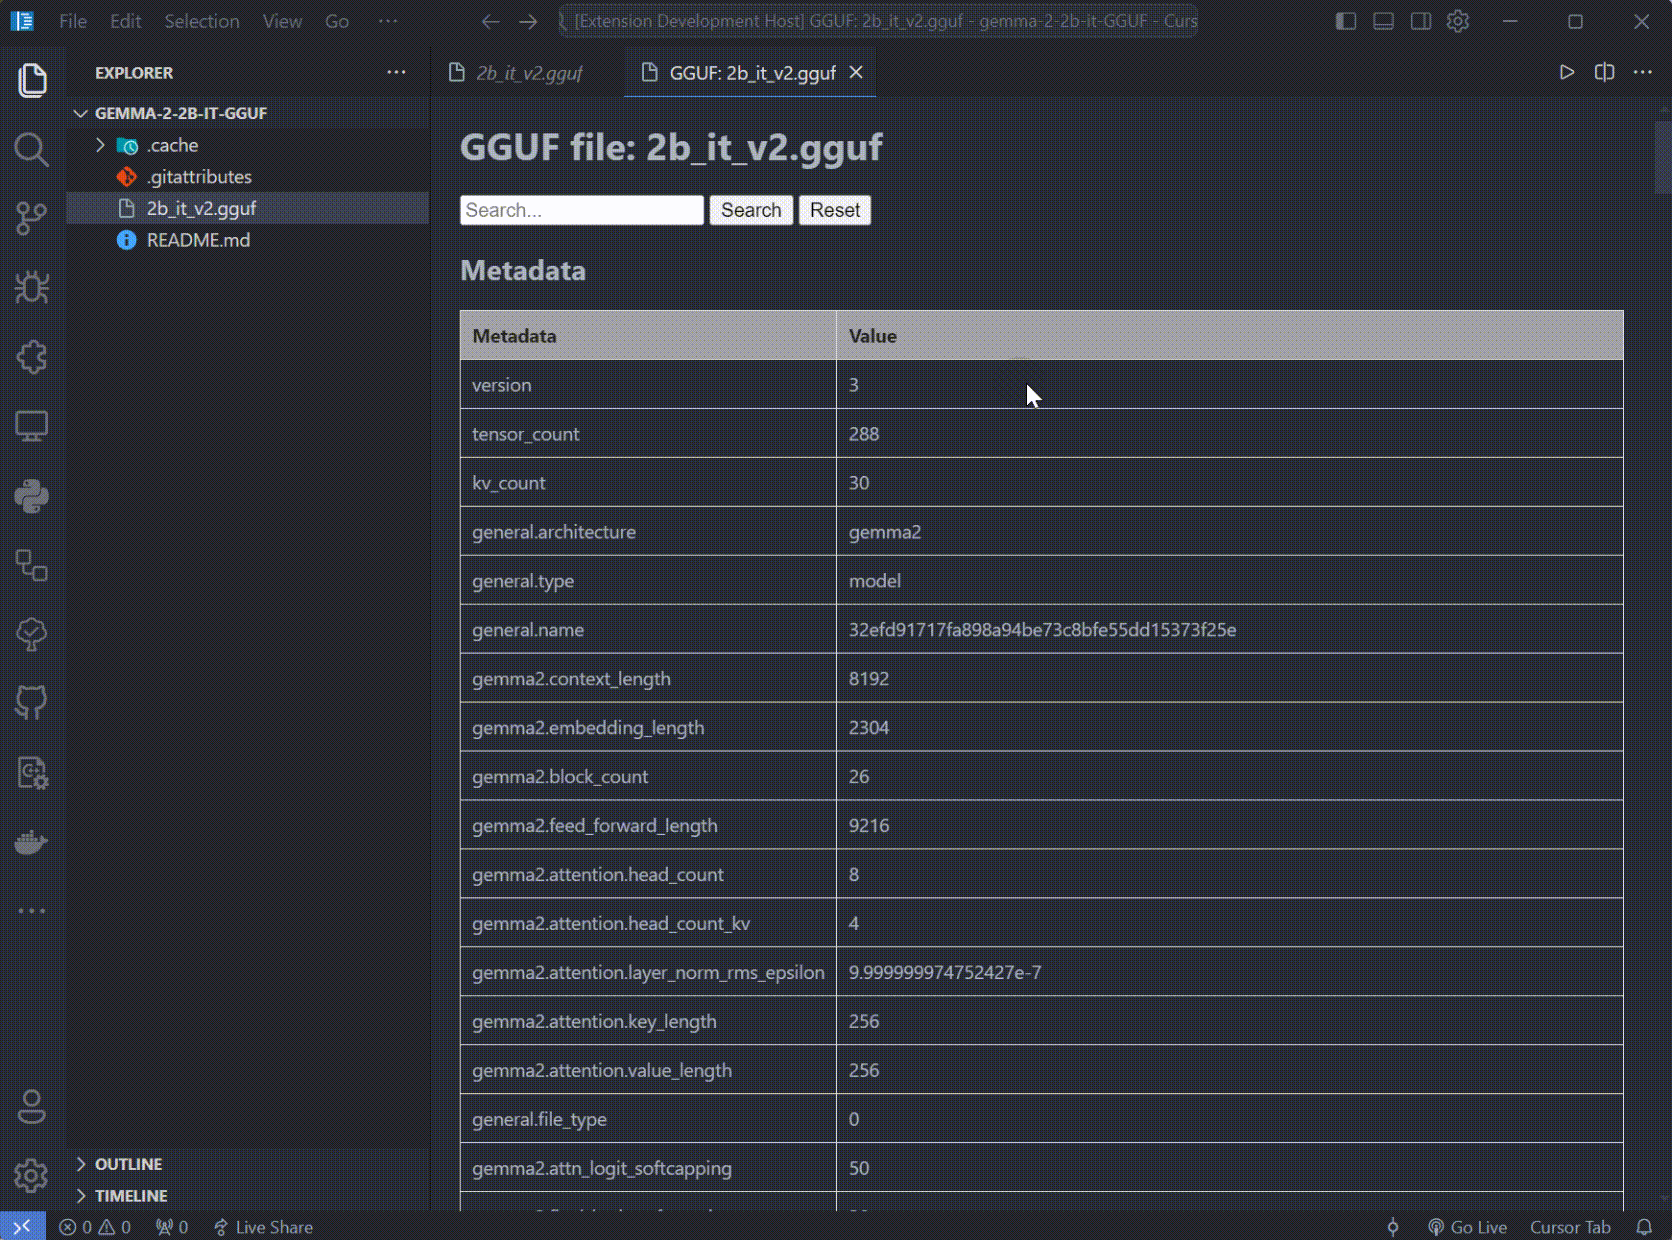 File Edit Selection View Go ··· [Extension Development Host] GGUF: 2b_it_v2.gguf - gemma-2-2b-it-GGUF - Curs
EXPLORER
2b_it_v2.gguf
GGUF: 2b_it_v2.gguf
GEMMA-2-2B-IT-GGUF
.cache
.gitattributes
2b_it_v2.gguf
README.md
OUTLINE
TIMELINE
GGUF file: 2b_it_v2.gguf
Search... Search Reset
Metadata
Metadata Value
version 3
tensor_count 288
kv_count 30
general.architecture gemma2
general.type model
general.name 32efd91717fa898a94be73c8bfe55dd15373f25e
gemma2.context_length 8192
gemma2.embedding_length 2304
gemma2.block_count 26
gemma2.feed_forward_length 9216
gemma2.attention.head_count 8
gemma2.attention.head_count_kv 4
gemma2.attention.layer_norm_rms_epsilon 9.999999974752427e-7
gemma2.attention.key_length 256
gemma2.attention.value_length 256
general.file_type 0
gemma2.attn_logit_softcapping 50
0 0 0 Live Share Go Live Cursor Tab